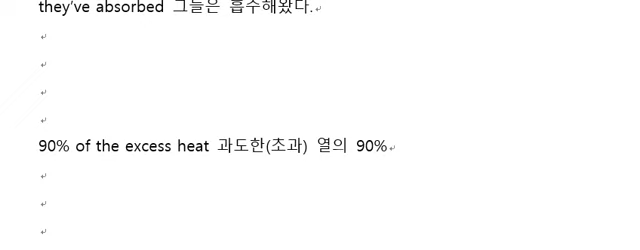 they've absorbed 그들은 흡수해왔다.
90% of the excess heat 과도한(초과) 열의 90%